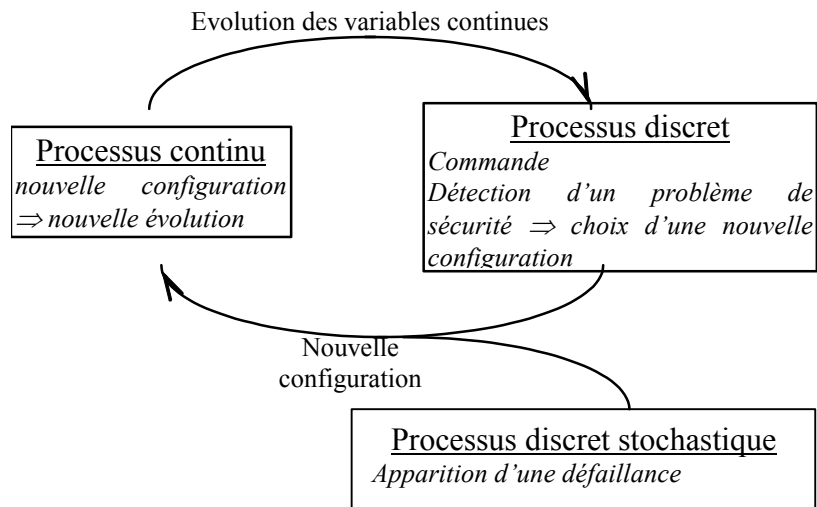 Evolution des variables continues
Processus continu
nouvelle configuration
⇒ nouvelle évolution
Processus discret
Commande
Détection d’un problème de
sécurité ⇒ choix d’une nouvelle
configuration
Nouvelle
configuration
Processus discret stochastique
Apparition d’une défaillance